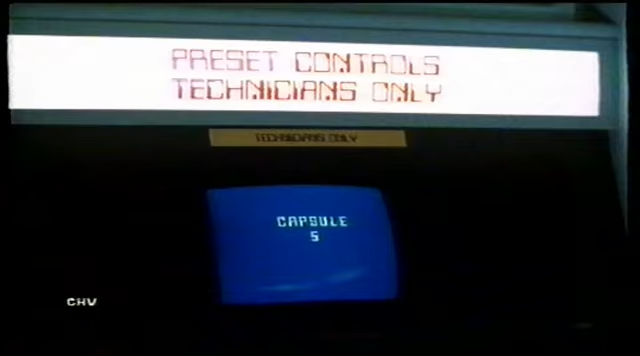 PRESET CONTROLS
TECHNICIANS ONLY
TECHNICIANS ONLY
CAPSULE
5
CHV